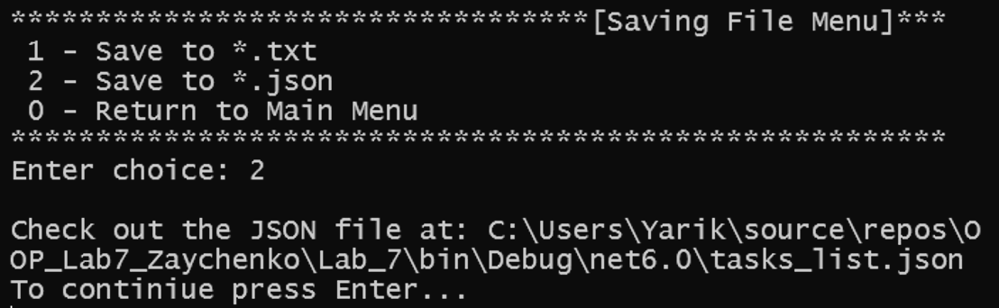 **********************************[Saving File Menu]***
1 - Save to *.txt
2 - Save to *.json
0 - Return to Main Menu
*******************************************************
Enter choice: 2
Check out the JSON file at: C:\Users\Yarik\source\repos\O
OP_Lab7_Zaychenko\Lab_7\bin\Debug\net6.0\tasks_list.json
To continiue press Enter...